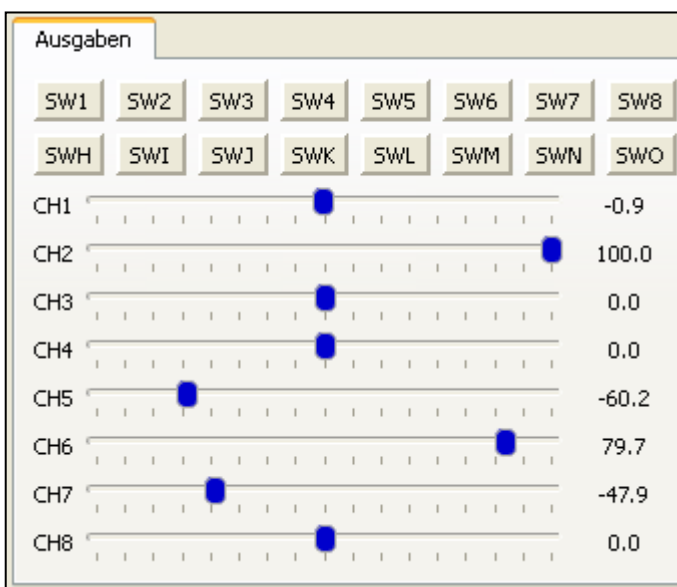 Ausgaben
SW1 SW2 SW3 SW4 SW5 SW6 SW7 SW8
SWH SWI SWJ SWK SWL SWM SWN SWO
CH1 -0.9
CH2 100.0
CH3 0.0
CH4 0.0
CH5 -60.2
CH6 79.7
CH7 -47.9
CH8 0.0